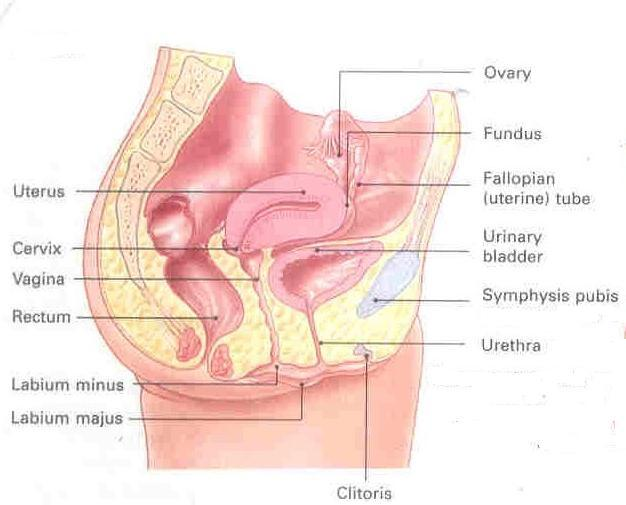 Ovary
Fundus
Fallopian
(uterine) tube
Urinary
bladder
Symphysis pubis
Urethra
Clitoris
Uterus
Cervix
Vagina
Rectum
Labium minus
Labium majus